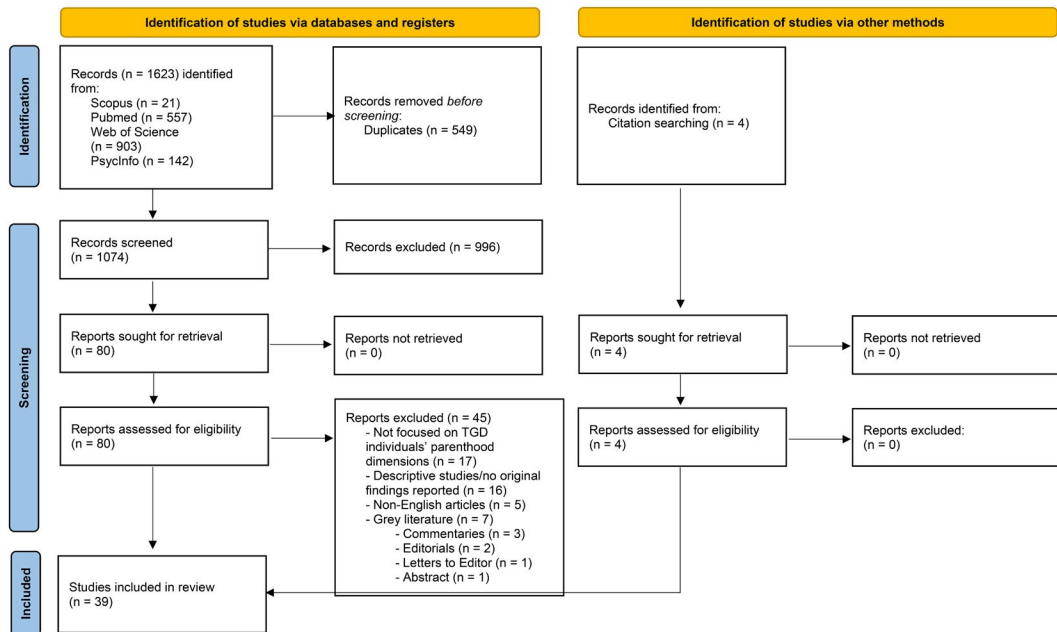 Identification of studies via databases and registers
Identification of studies via other methods
Identification
Records (n = 1623) identified
from:
Scopus (n = 21)
Pubmed (n = 557)
Web of Science
(n = 903)
PsycInfo (n = 142)
Records removed before
screening:
Duplicates (n = 549)
Records identified from:
Citation searching (n = 4)
Screening
Records screened
(n = 1074)
Records excluded (n = 996)
Reports sought for retrieval
(n = 80)
Reports not retrieved
(n = 0)
Reports sought for retrieval
(n = 4)
Reports not retrieved
(n = 0)
Reports assessed for eligibility
(n = 80)
Reports excluded (n = 45)
- Not focused on TGD
individuals’ parenthood
dimensions (n = 17)
- Descriptive studies/no original
findings reported (n = 16)
- Non-English articles (n = 5)
- Grey literature (n = 7)
- Commentaries (n = 3)
- Editorials (n = 2)
- Letters to Editor (n = 1)
- Abstract (n = 1)
Reports assessed for eligibility
(n = 4)
Reports excluded:
(n = 0)
Included
Studies included in review
(n = 39)